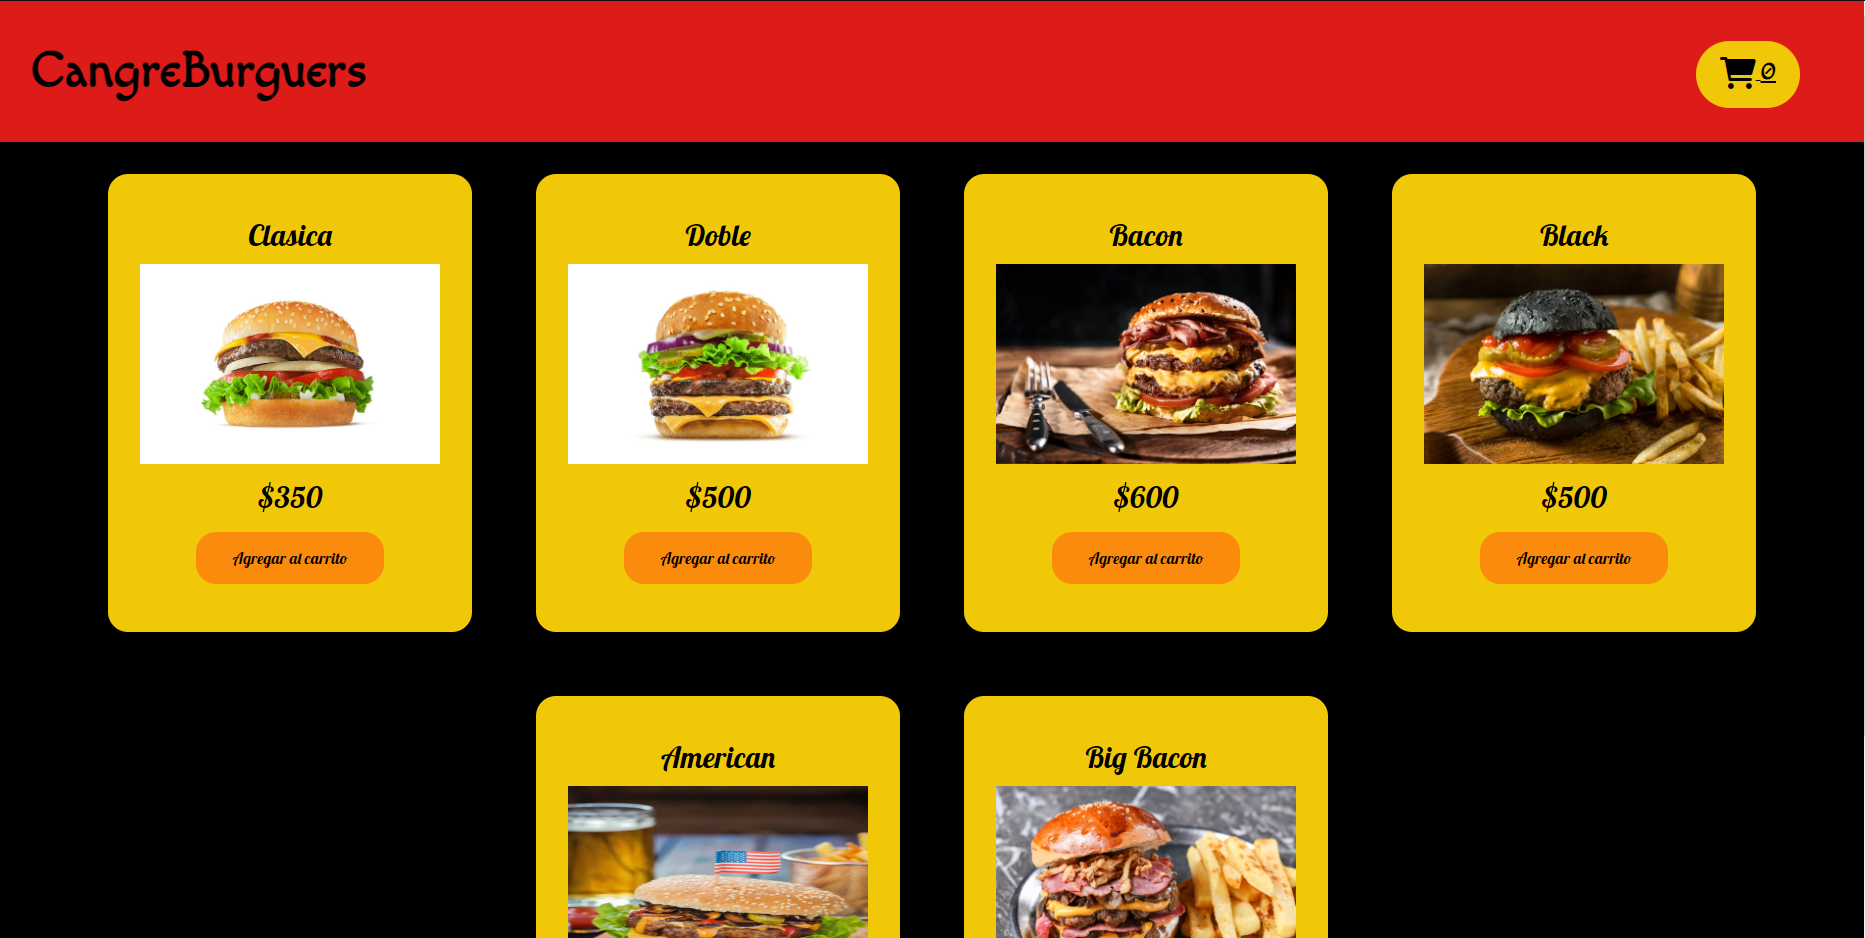 CangreBurguers
0
Clasica
Doble
Bacon
Black
$350
$500
$600
$500
Agregar al carrito
Agregar al carrito
Agregar al carrito
Agregar al carrito
American
Big Bacon